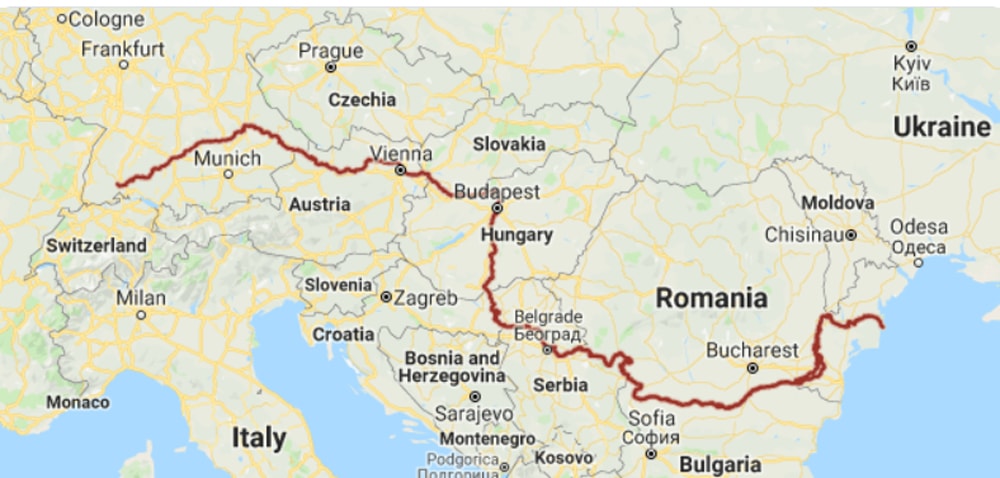 Cologne
Frankfurt
Prague
Czechia
Kyiv
Київ
Ukraine
Slovakia
Vienna
Munich
Budapest
Austria
Hungary
Moldova
Chisinau
Odesa
Одеса
Switzerland
Slovenia
Zagreb
Milan
Romania
Croatia
Belgrade
Београд
Bucharest
Bosnia and
Herzegovina
Serbia
Monaco
Sarajevo
Sofia
София
Italy
Montenegro
Kosovo
Bulgaria
Podgorica
Подгорица